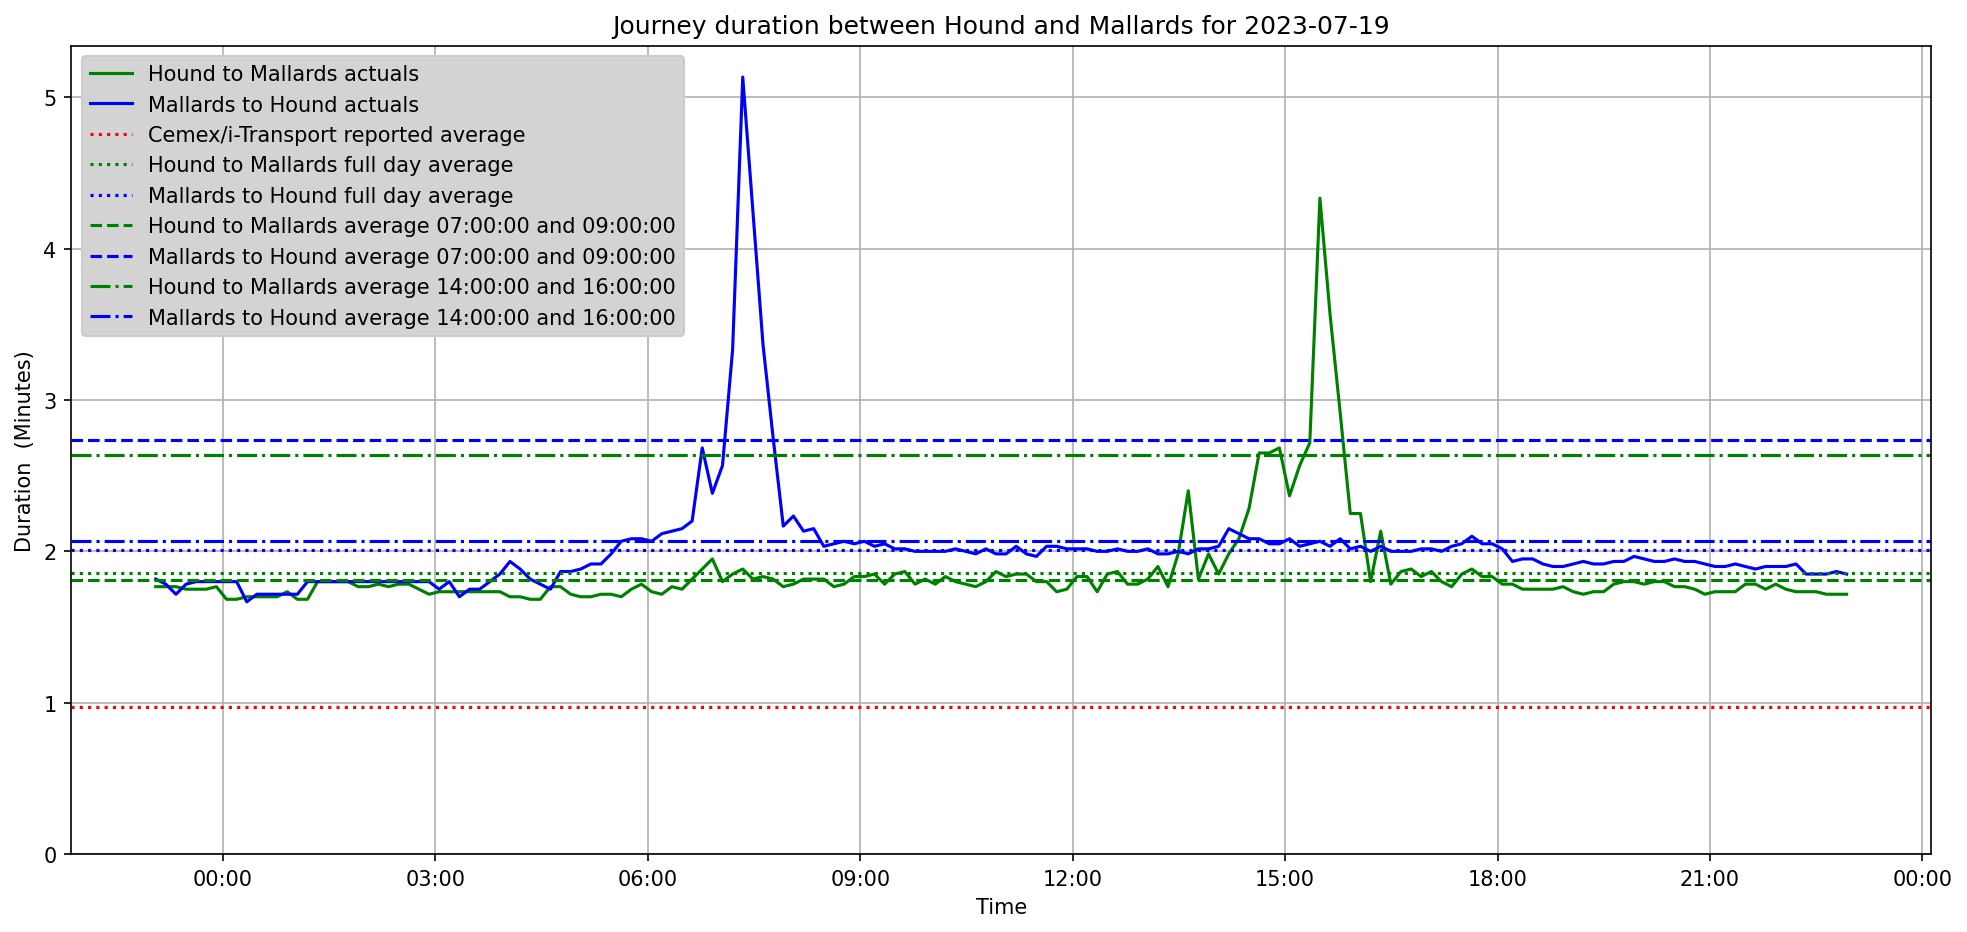 Journey duration between Hound and Mallards for 2023-07-19
Hound to Mallards actuals
Mallards to Hound actuals
Cemex/i-Transport reported average
Hound to Mallards full day average
Mallards to Hound full day average
Hound to Mallards average 07:00:00 and 09:00:00
Mallards to Hound average 07:00:00 and 09:00:00
Hound to Mallards average 14:00:00 and 16:00:00
Mallards to Hound average 14:00:00 and 16:00:00
Duration (Minutes)
5
4
3
2
1
0
00:00 03:00 06:00 09:00 12:00 15:00 18:00 21:00 00:00
Time